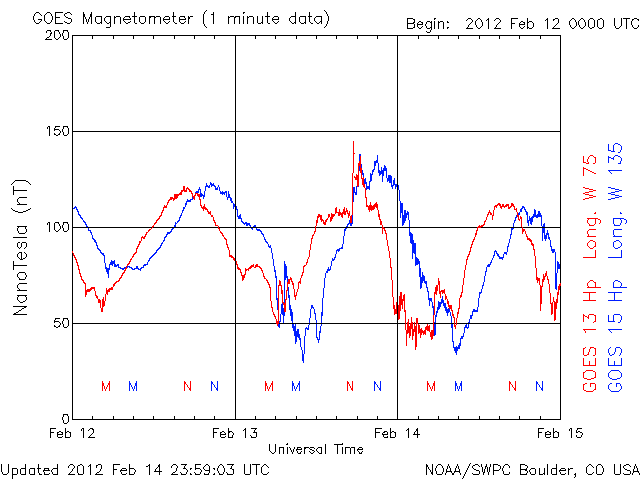 GOES Magnetometer (1 minute data)
Begin: 2012 Feb 12 0000 UTC
200
150
100
50
0
NanoTesla (nT)
M M N N M M N N M M N N
Feb 12 Feb 13 Feb 14 Feb 15
Universal Time
GOES 13 Hp Long. W 75
GOES 15 Hp Long. W 135
Updated 2012 Feb 14 23:59:03 UTC
NOAA/SWPC Boulder, CO USA